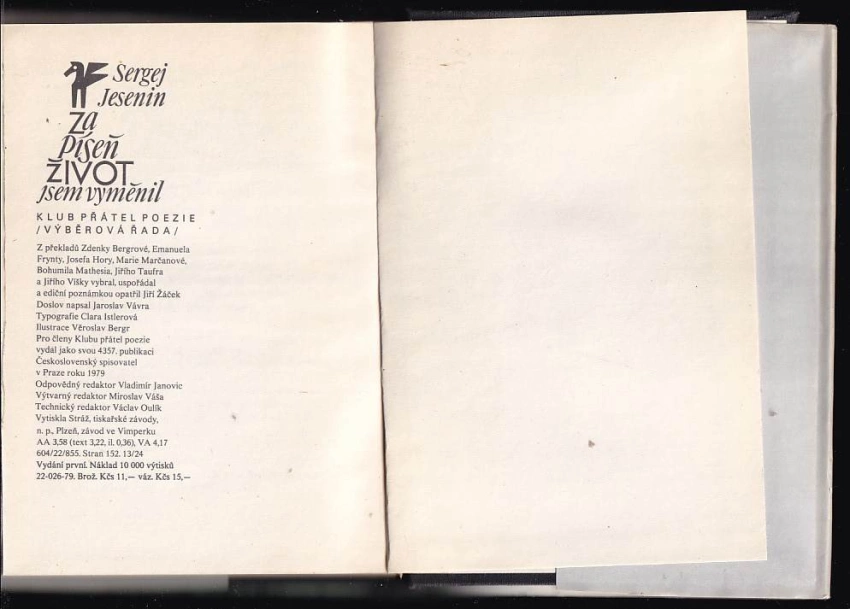 Sergej
Jesenin
Za
píseň
ŽIVOT
jsem vyměnil
KLUB PŘÁTEL POEZIE
/VÝBĚROVÁ ŘADA/
Z překladů Zdenky Bergrové, Emanuela
Frynty, Josefa Hory, Marie Marčanové,
Bohumila Mathesia, Jiřího Taufra
a Jiřího Víšky vybral, uspořádal
a ediční poznámkou opatřil Jiří Žáček
Doslov napsal Jaroslav Vávra
Typografie Clara Istlerová
Ilustrace Věroslav Bergr
Pro členy Klubu přátel poezie
vydal jako svou 4357. publikaci
Československý spisovatel
v Praze roku 1979
Odpovědný redaktor Vladimír Janovic
Výtvarný redaktor Miroslav Váša
Technický redaktor Václav Oulík
Vytiskla Stráž, tiskařské závody,
n. p., Plzeň, závod ve Vimperku
AA 3,58 (text 3,22, il. 0,36), VA 4,17
604/22/855. Stran 152. 13/24
Vydání první. Náklad 10 000 výtisků
22-026-79. Brož. Kčs 11,— váz. Kčs 15,—